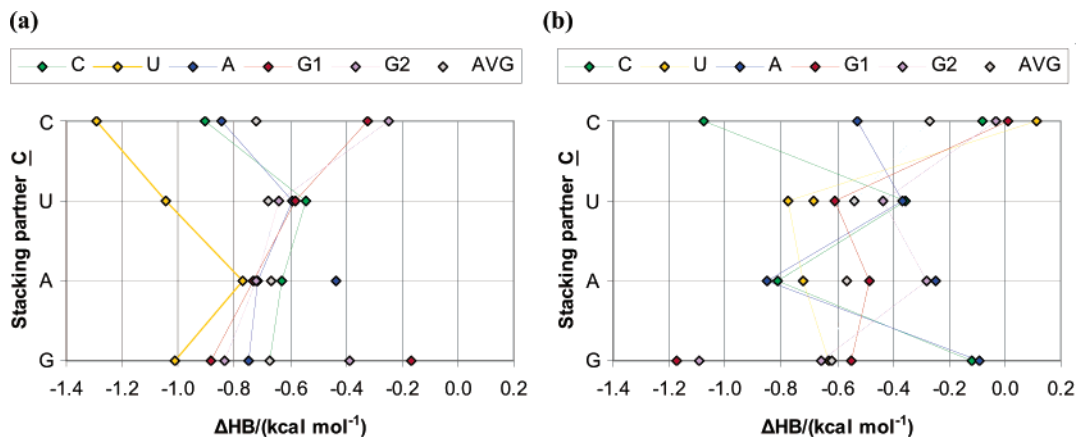 (a)
C U A G1 G2 AVG
Stacking partner C
C
U
A
G
-1.4 -1.2 -1.0 -0.8 -0.6 -0.4 -0.2 0.0 0.2
ΔHB/(kcal mol⁻¹)
(b)
C U A G1 G2 AVG
Stacking partner C
C
U
A
G
-1.4 -1.2 -1.0 -0.8 -0.6 -0.4 -0.2 0.0 0.2
ΔHB/(kcal mol⁻¹)